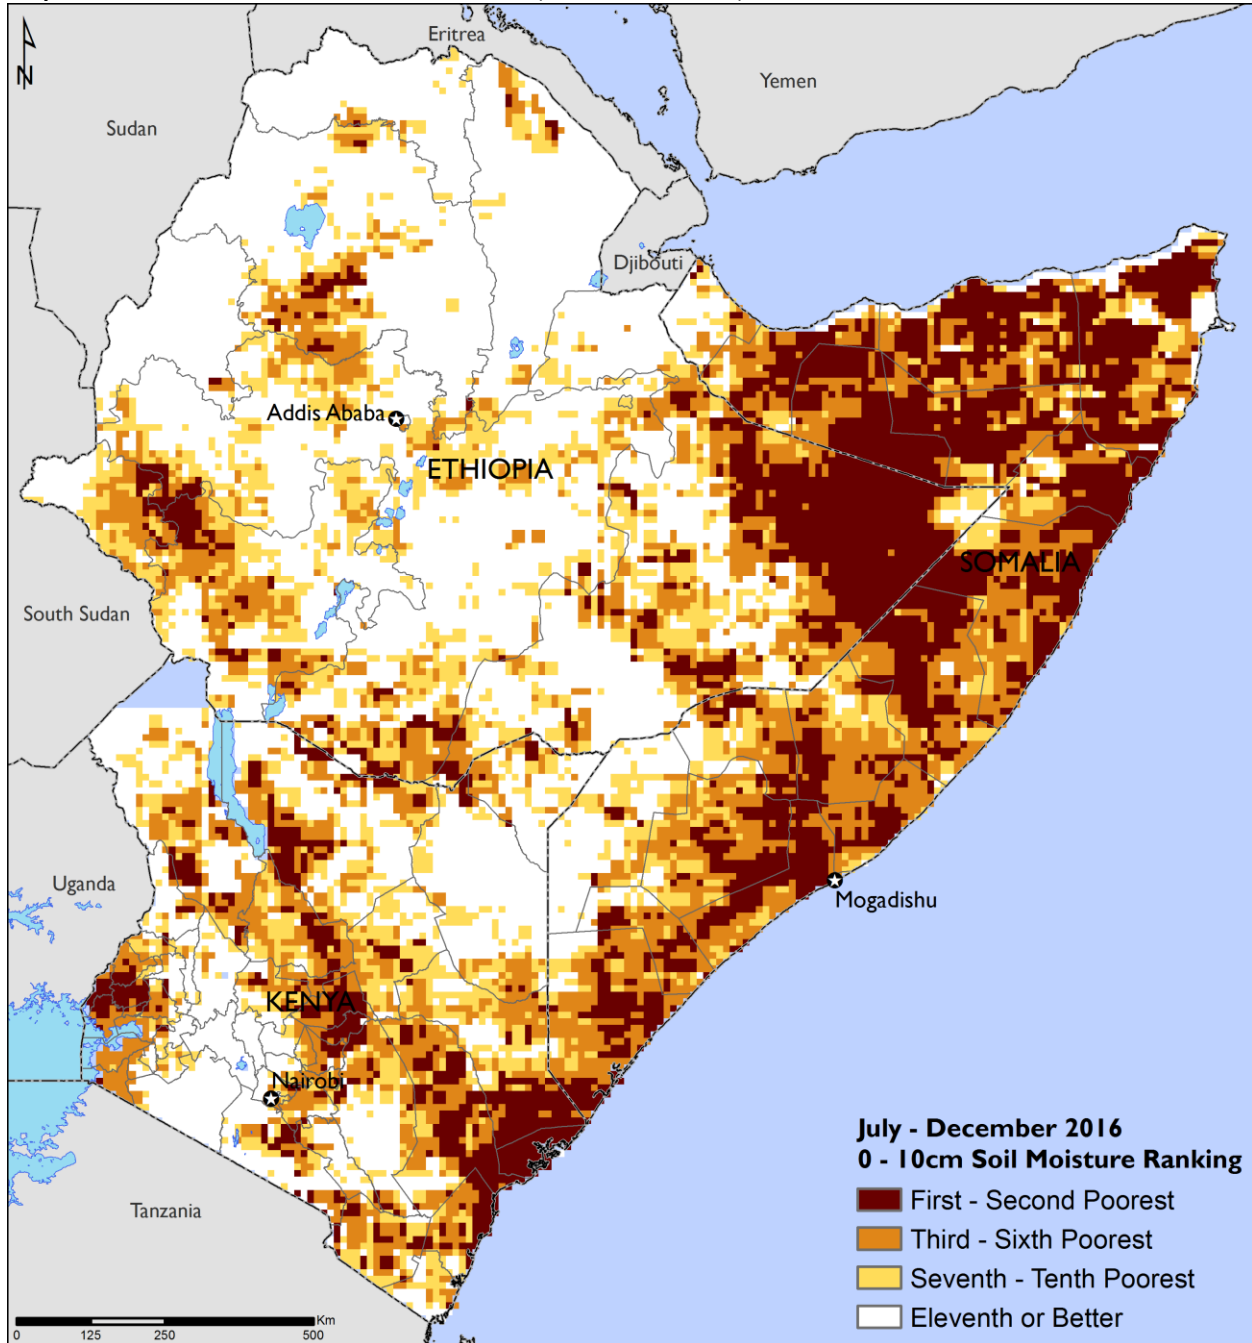 Eritrea
N
Yemen
Sudan
Djibouti
Addis Ababa
ETHIOPIA
SOMALIA
South Sudan
Uganda
Mogadishu
KENYA
Nairobi
Tanzania
July - December 2016
0 - 10cm Soil Moisture Ranking
First - Second Poorest
Third - Sixth Poorest
Seventh - Tenth Poorest
Eleventh or Better
Km
0 125 250 500